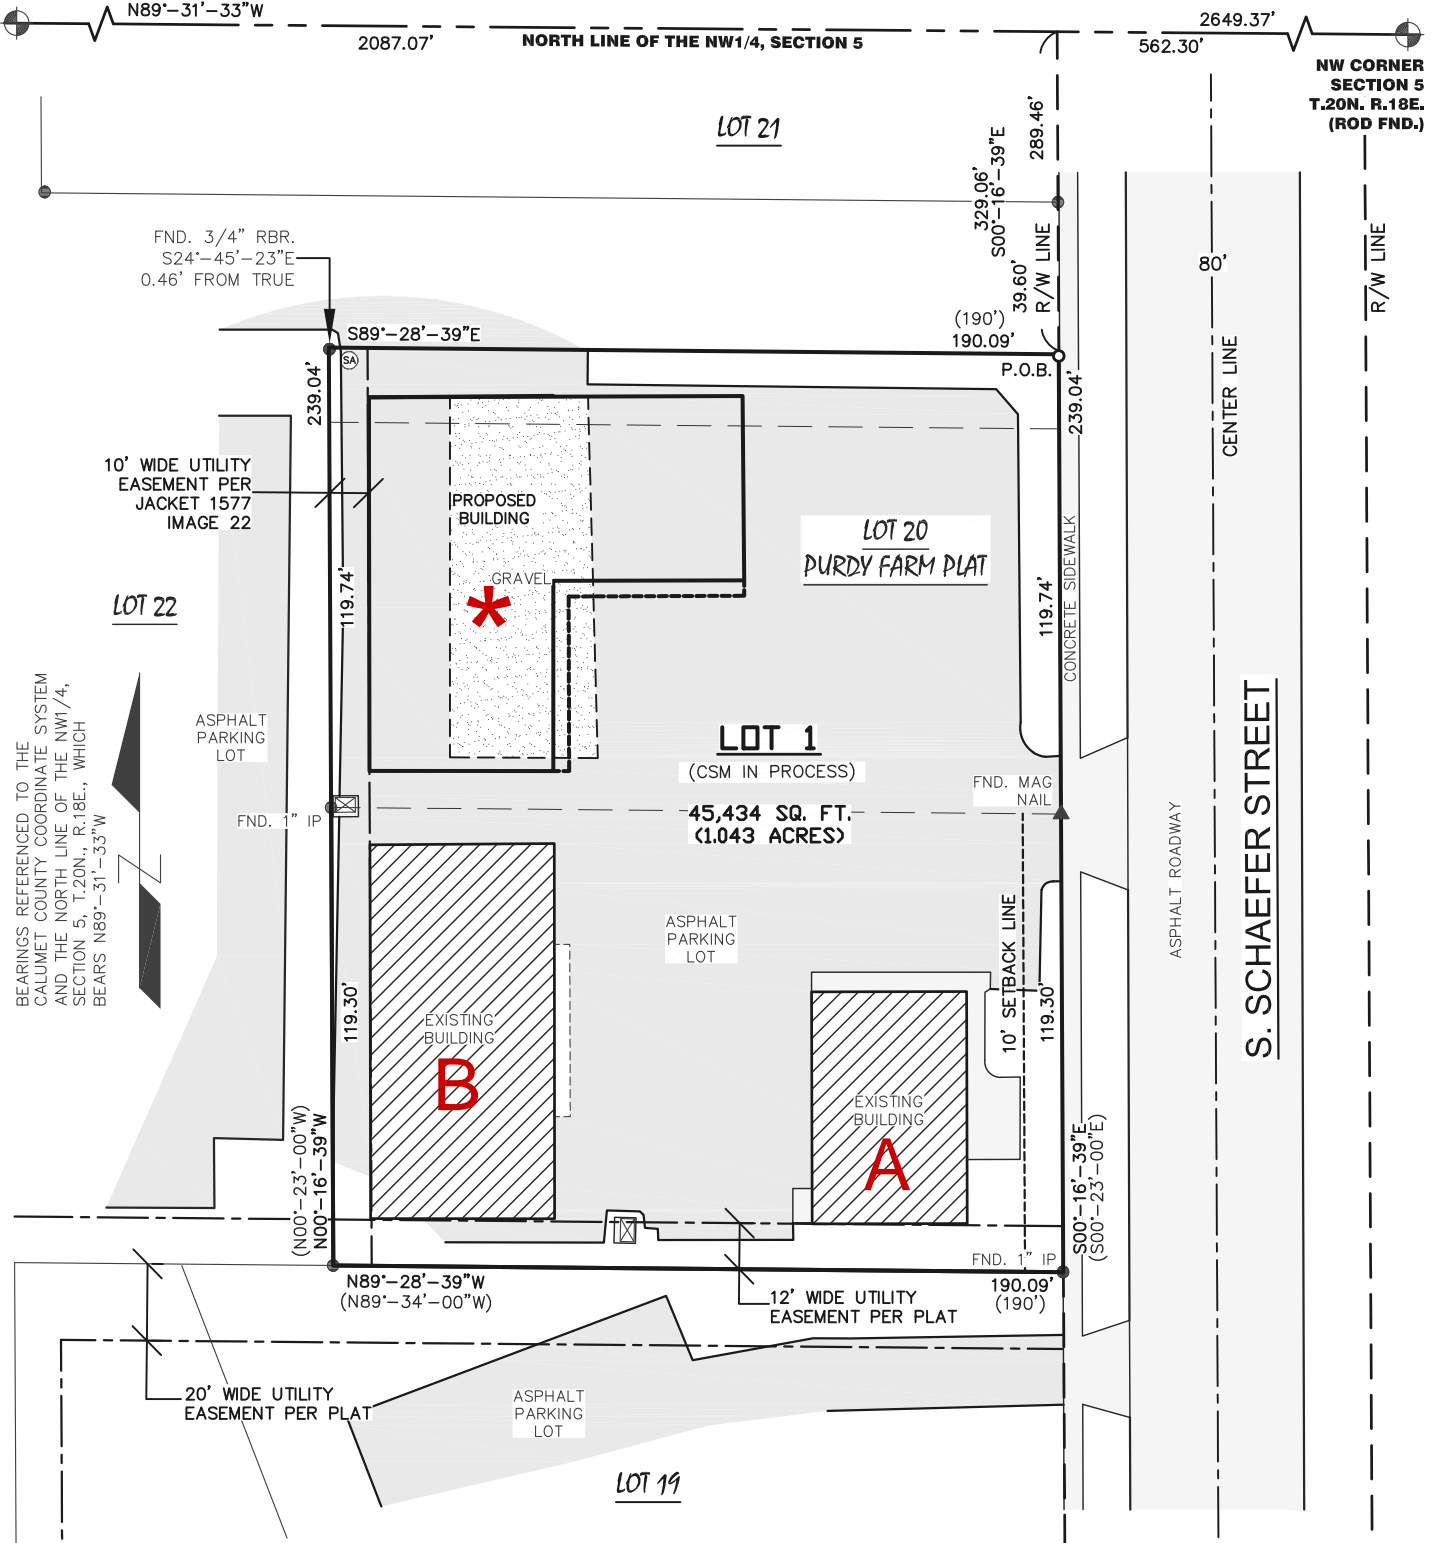 N89°-31'-33"W
2087.07'
NORTH LINE OF THE NW1/4, SECTION 5
2649.37'
562.30'
NW CORNER
SECTION 5
T.20N. R.18E.
(ROD FND.)
LOT 21
289.46'
329.06'
S00°-16'-39"E
39.60'
R/W LINE
80'
R/W LINE
FND. 3/4" RBR.
S24°-45'-23"E
0.46' FROM TRUE
S89°-28'-39"E
(190')
190.09'
P.O.B.
SA
239.04'
239.04'
CENTER LINE
10' WIDE UTILITY
EASEMENT PER
JACKET 1577
IMAGE 22
PROPOSED
BUILDING
GRAVEL
*
LOT 20
PURDY FARM PLAT
CONCRETE SIDEWALK
119.74'
119.74'
LOT 22
BEARINGS REFERENCED TO THE
CALUMET COUNTY COORDINATE SYSTEM
AND THE NORTH LINE OF THE NW1/4,
SECTION 5, T.20N., R.18E., WHICH
BEARS N89°-31'-33"W
ASPHALT
PARKING
LOT
LOT 1
(CSM IN PROCESS)
45,434 SQ. FT.
(1.043 ACRES)
FND. MAG
NAIL
FND. 1" IP
S. SCHAEFER STREET
ASPHALT ROADWAY
ASPHALT
PARKING
LOT
10' SETBACK LINE
119.30'
119.30'
EXISTING
BUILDING
B
EXISTING
BUILDING
A
(N00°-23'-00"W)
N00°-16'-39"W
S00°-16'-39"E
(S00°-23'-00"E)
FND. 1" IP
N89°-28'-39"W
(N89°-34'-00"W)
190.09'
(190')
12' WIDE UTILITY
EASEMENT PER PLAT
20' WIDE UTILITY
EASEMENT PER PLAT
ASPHALT
PARKING
LOT
LOT 19